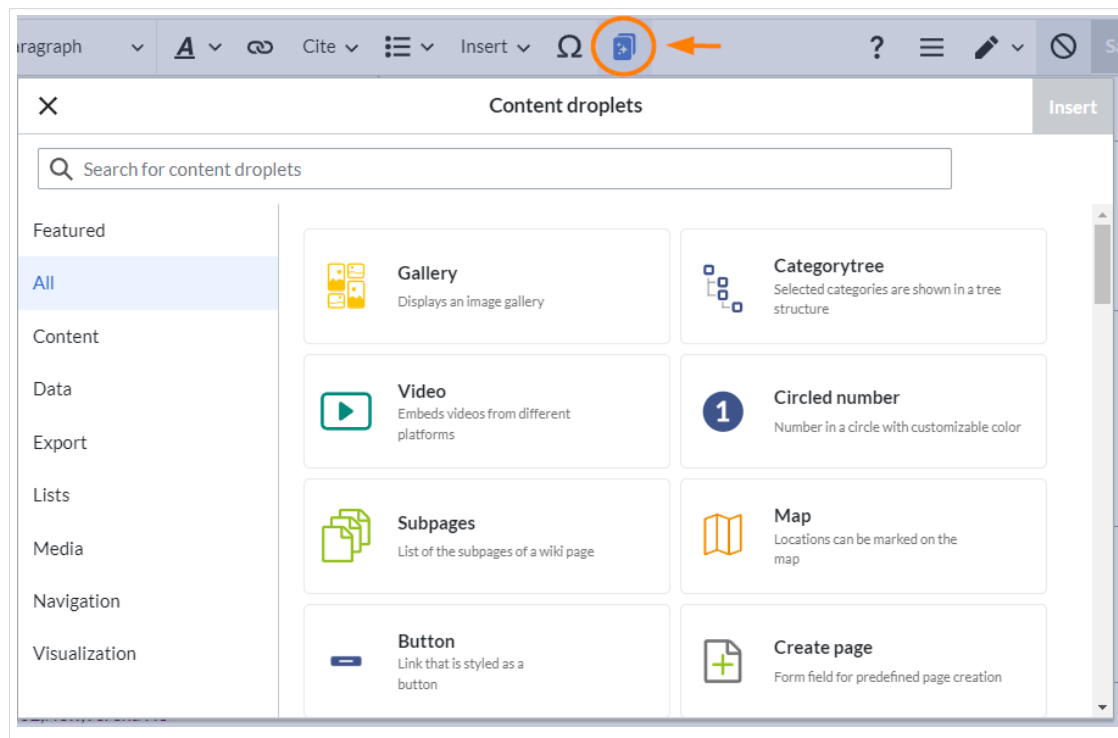 aragraph
A
Cite
Insert
Ω
?
Content droplets
Insert
Search for content droplets
Featured
All
Content
Data
Export
Lists
Media
Navigation
Visualization
Gallery
Displays an image gallery
Categorytree
Selected categories are shown in a tree
structure
Video
Embeds videos from different
platforms
1
Circled number
Number in a circle with customizable color
Subpages
List of the subpages of a wiki page
Map
Locations can be marked on the
map
Button
Link that is styled as a
button
Create page
Form field for predefined page creation